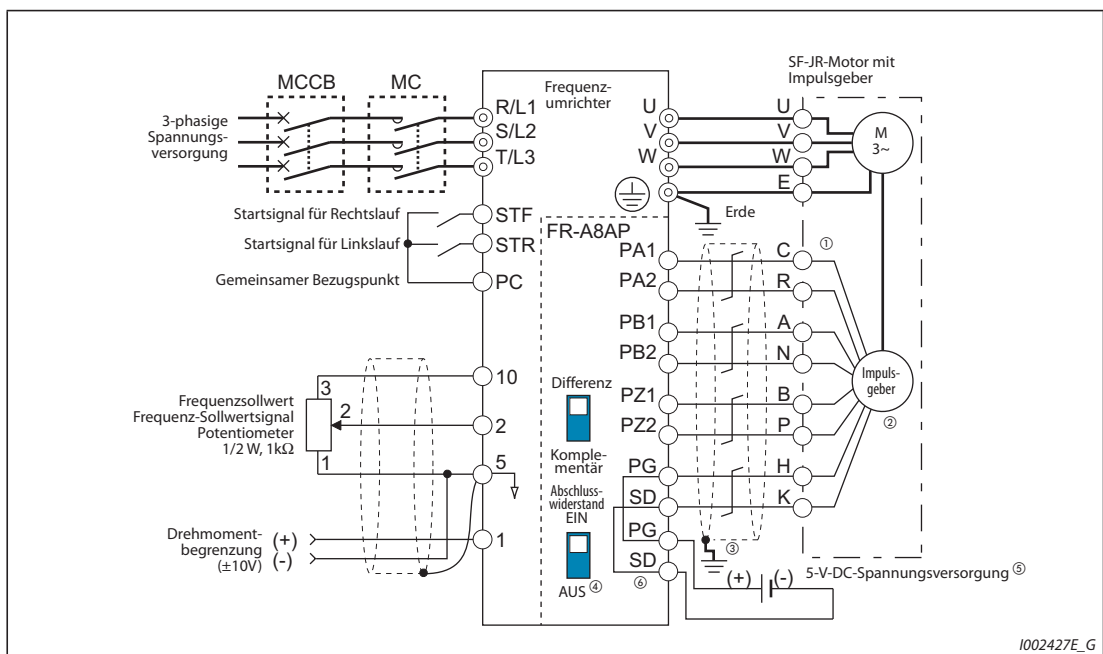 SF-JR-Motor mit
Impulsgeber
MCCB
MC
3-phasige
Spannungs-
versorgung
R/L1
S/L2
T/L3
Frequenz-
umrichter
U
V
W
U
V
W
E
M
3~
Erde
Startsignal für Rechtslauf
STF
Startsignal für Linkslauf
STR
Gemeinsamer Bezugspunkt
PC
FR-A8AP
PA1
C
①
PA2
R
PB1
A
PB2
N
PZ1
B
PZ2
P
PG
H
SD
K
PG
③
SD
⑥
Impuls-
geber
②
Differenz
Komple-
mentär
Abschluss-
widerstand
EIN
AUS ④
Frequenzsollwert
Frequenz-Sollwertsignal
Potentiometer
1/2 W, 1kΩ
3
2
1
10
2
5
1
Drehmoment-
begrenzung
(±10V)
(+)
(-)
5-V-DC-Spannungsversorgung ⑤
(+)
(-)
I002427E_G